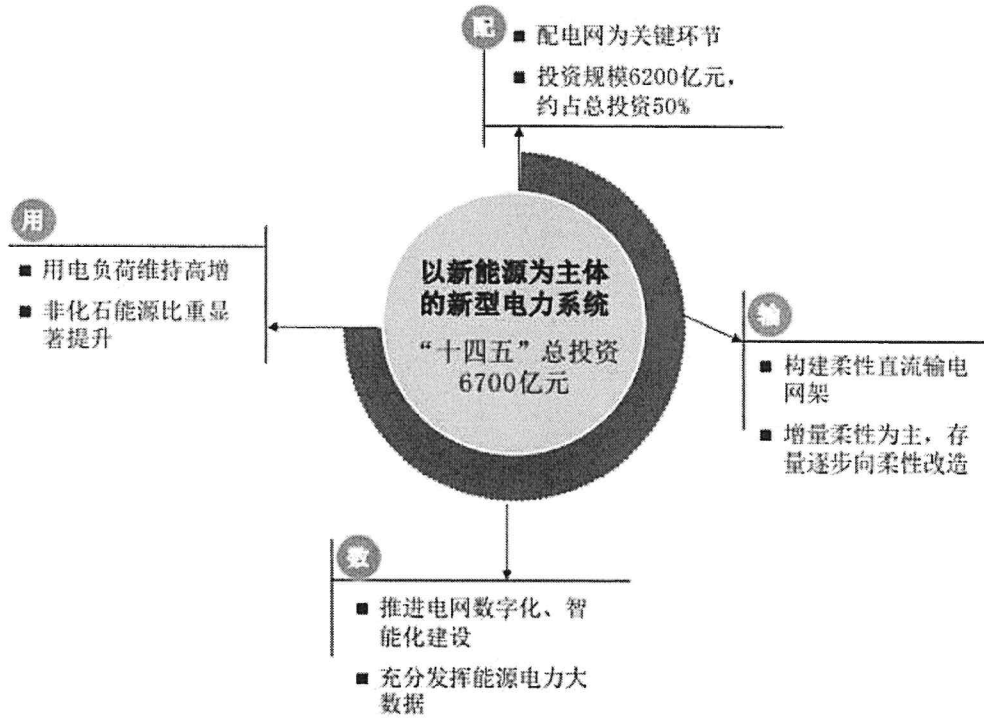 配
■ 配电网为关键环节
■ 投资规模6200亿元，
约占总投资50%
用
■ 用电负荷维持高增
■ 非化石能源比重显
著提升
以新能源为主体
的新型电力系统
“十四五”总投资
6700亿元
输
■ 构建柔性直流输电
网架
■ 增量柔性为主，存
量逐步向柔性改造
数
■ 推进电网数字化、智
能化建设
■ 充分发挥能源电力大
数据